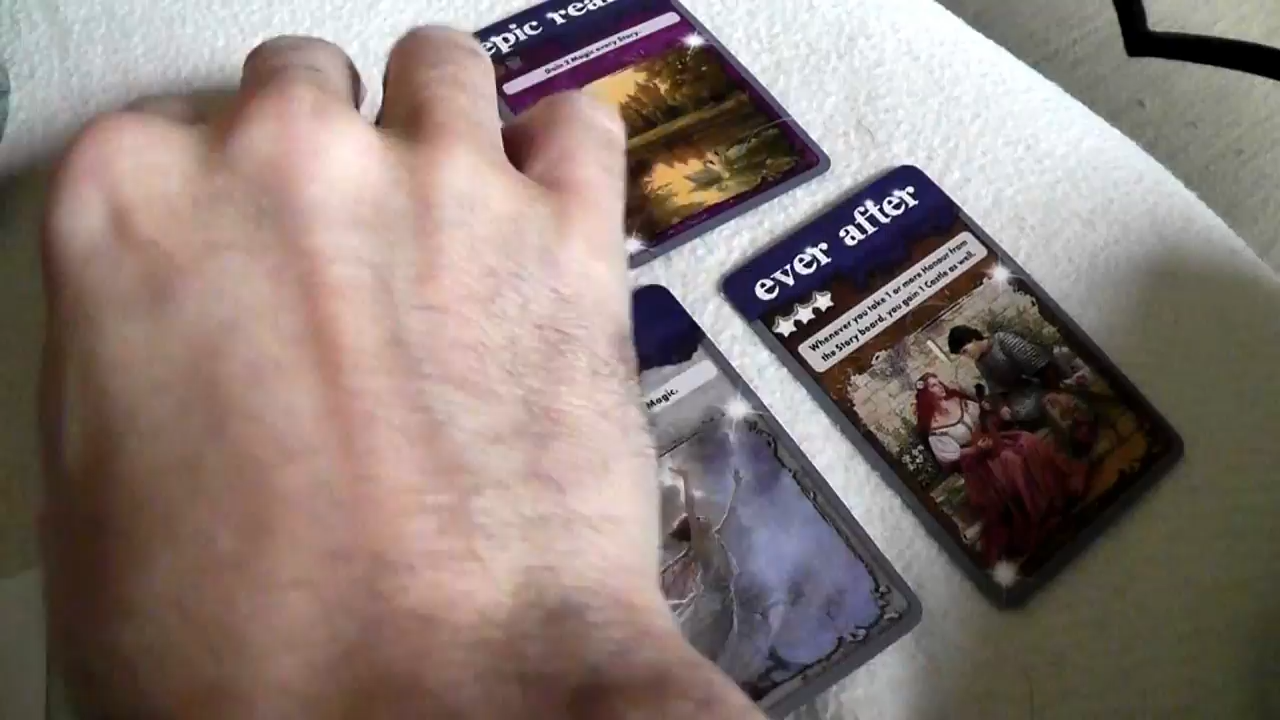 epic
Gain 2 Magic every Story.
ever after
Whenever you take 1 or more Honour from
the Story board, you gain 1 Castle as well.
Magic.